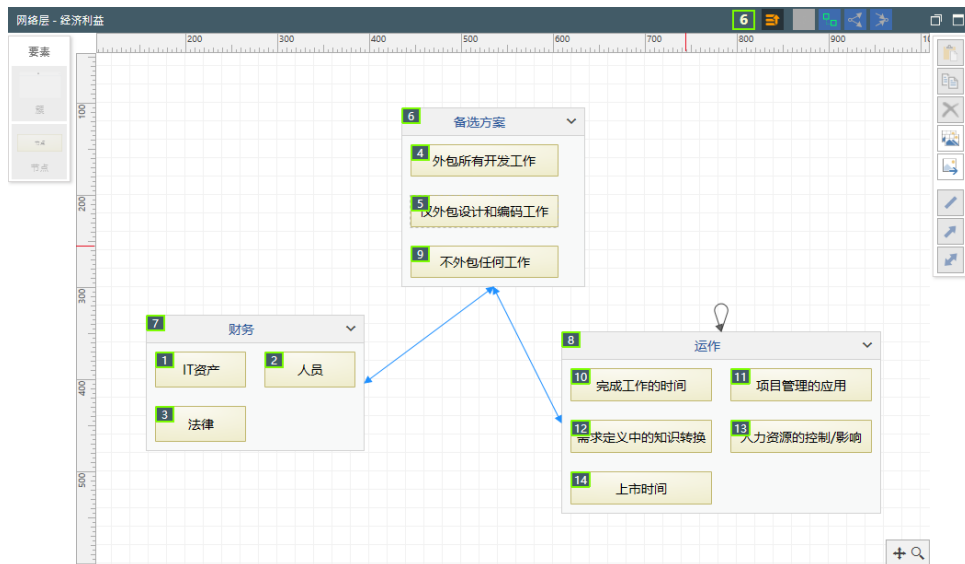 网络层 - 经济利益
6
要素
簇
节点
节点
200
300
400
500
600
700
800
900
100
200
300
400
500
6
备选方案
4
外包所有开发工作
5
仅外包设计和编码工作
9
不外包任何工作
7
财务
1
IT资产
2
人员
3
法律
8
运作
10
完成工作的时间
11
项目管理的应用
12
需求定义中的知识转换
13
人力资源的控制/影响
14
上市时间